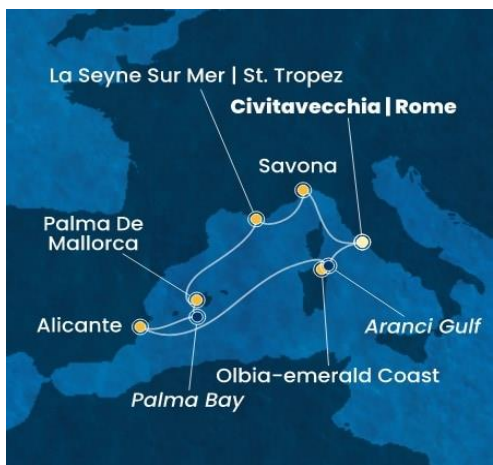 La Seyne Sur Mer | St. Tropez
Civitavecchia | Rome
Savona
Palma De
Mallorca
Alicante
Aranci Gulf
Olbia-emerald Coast
Palma Bay